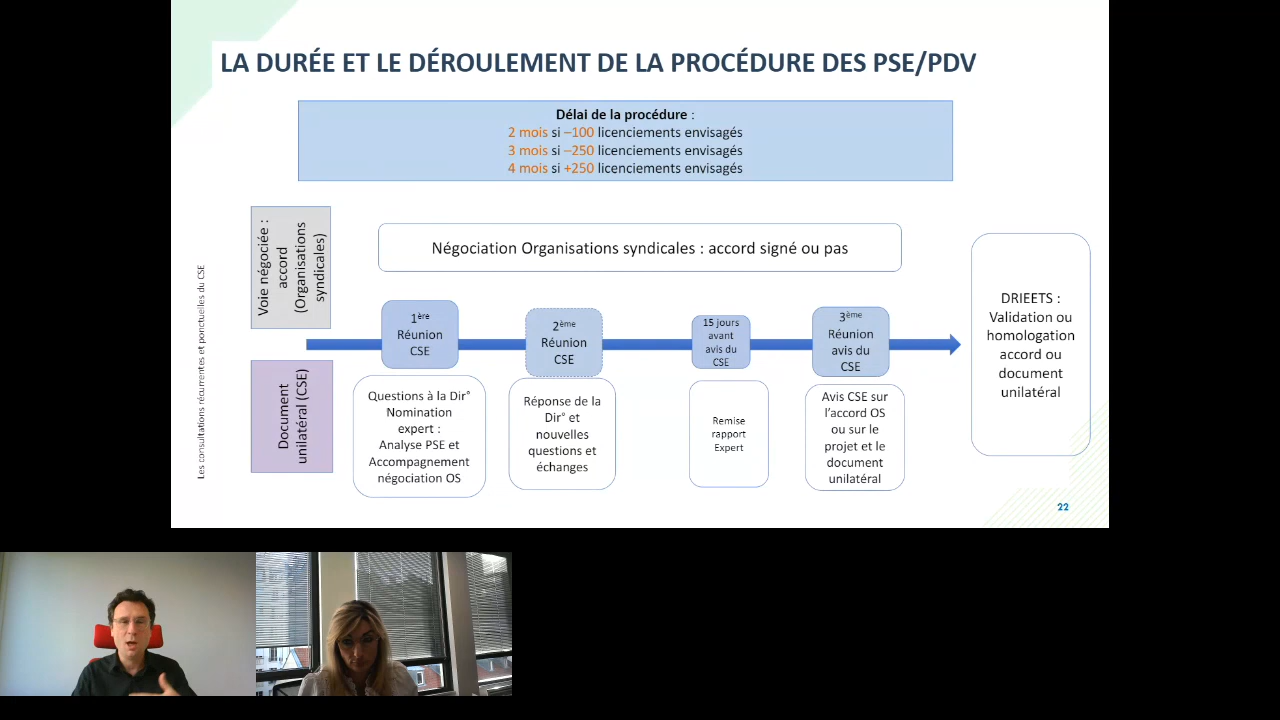 LA DURÉE ET LE DÉROULEMENT DE LA PROCÉDURE DES PSE/PDV
Délai de la procédure :
2 mois si –100 licenciements envisagés
3 mois si –250 licenciements envisagés
4 mois si +250 licenciements envisagés
Voie négociée :
accord
(Organisations
syndicales)
Négociation Organisations syndicales : accord signé ou pas
1ère
Réunion
CSE
2ème
Réunion
CSE
15 jours
avant
avis du
CSE
3ème
Réunion
avis du
CSE
DRIEETS :
Validation ou
homologation
accord ou
document
unilatéral
Document
unilatéral (CSE)
Questions à la Dir°
Nomination
expert :
Analyse PSE et
Accompagnement
négociation OS
Réponse de la
Dir° et
nouvelles
questions et
échanges
Remise
rapport
Expert
Avis CSE sur
l’accord OS
ou sur le
projet et le
document
unilatéral
Les consultations récurrentes et ponctuelles du CSE
22